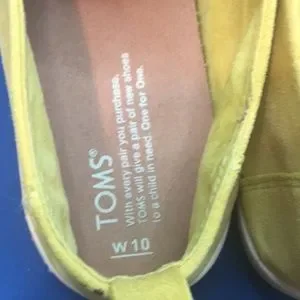 TOMS®
With every pair you purchase,
TOMS will give a pair of new shoes
to a child in need. One for One.
W 10